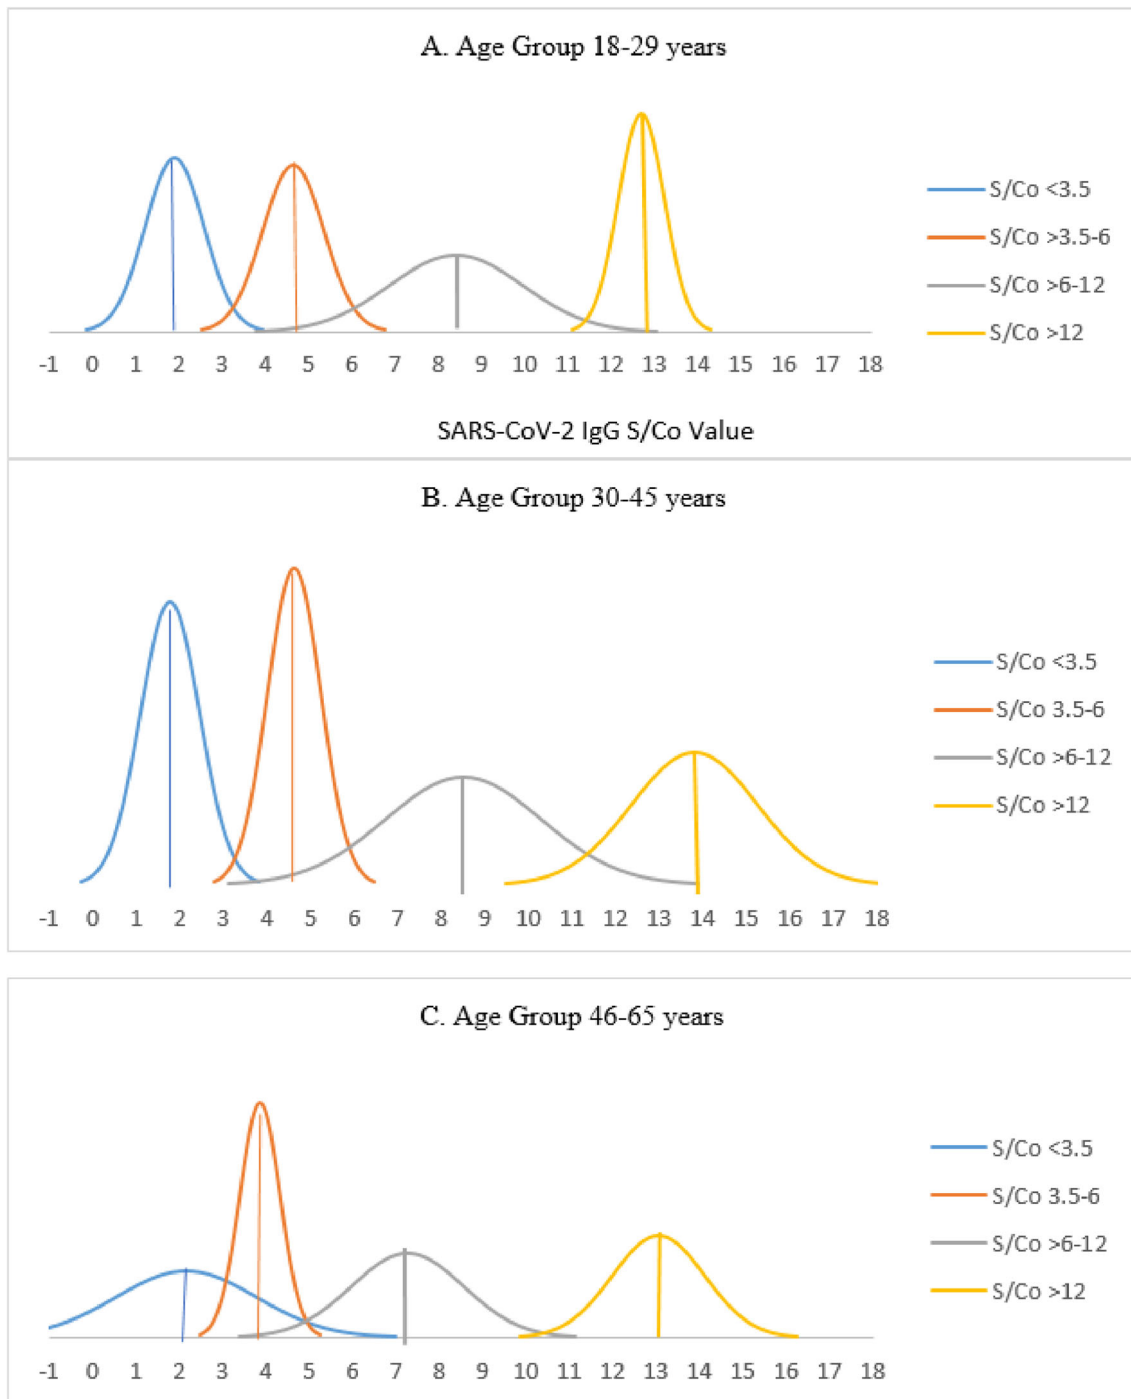 A. Age Group 18-29 years
S/Co <3.5
S/Co >3.5-6
S/Co >6-12
S/Co >12
-1 0 1 2 3 4 5 6 7 8 9 10 11 12 13 14 15 16 17 18
SARS-CoV-2 IgG S/Co Value
B. Age Group 30-45 years
S/Co <3.5
S/Co 3.5-6
S/Co >6-12
S/Co >12
-1 0 1 2 3 4 5 6 7 8 9 10 11 12 13 14 15 16 17 18
C. Age Group 46-65 years
S/Co <3.5
S/Co 3.5-6
S/Co >6-12
S/Co >12
-1 0 1 2 3 4 5 6 7 8 9 10 11 12 13 14 15 16 17 18